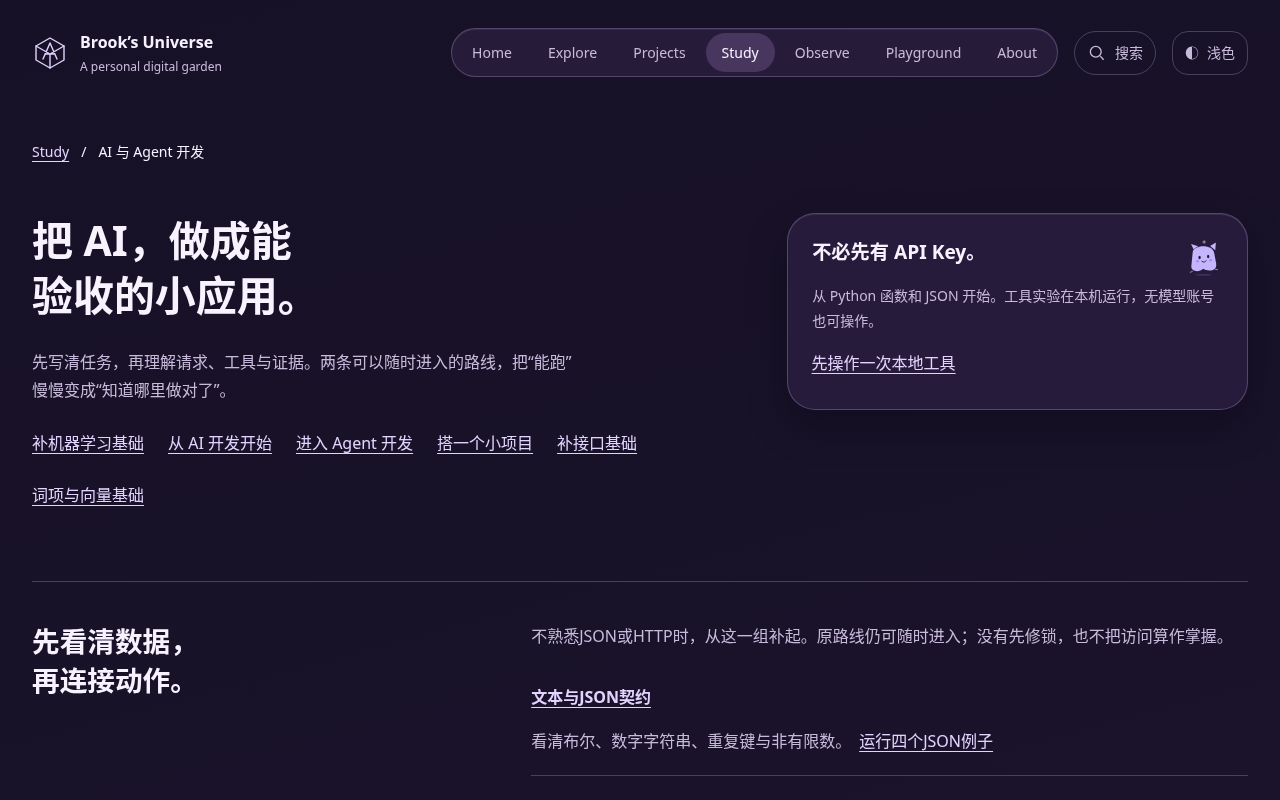 Brook’s Universe
A personal digital garden
Home
Explore
Projects
Study
Observe
Playground
About
搜索
浅色
Study / AI 与 Agent 开发
把 AI，做成能
验收的小应用。
先写清任务，再理解请求、工具与证据。两条可以随时进入的路线，把“能跑”
慢慢变成“知道哪里做对了”。
补机器学习基础 从 AI 开发开始 进入 Agent 开发 搭一个小项目 补接口基础
词项与向量基础
不必先有 API Key。
从 Python 函数和 JSON 开始。工具实验在本机运行，无模型账号
也可操作。
先操作一次本地工具
先看清数据，
再连接动作。
不熟悉JSON或HTTP时，从这一组补起。原路线仍可随时进入；没有先修锁，也不把访问算作掌握。
文本与JSON契约
看清布尔、数字字符串、重复键与非有限数。 运行四个JSON例子